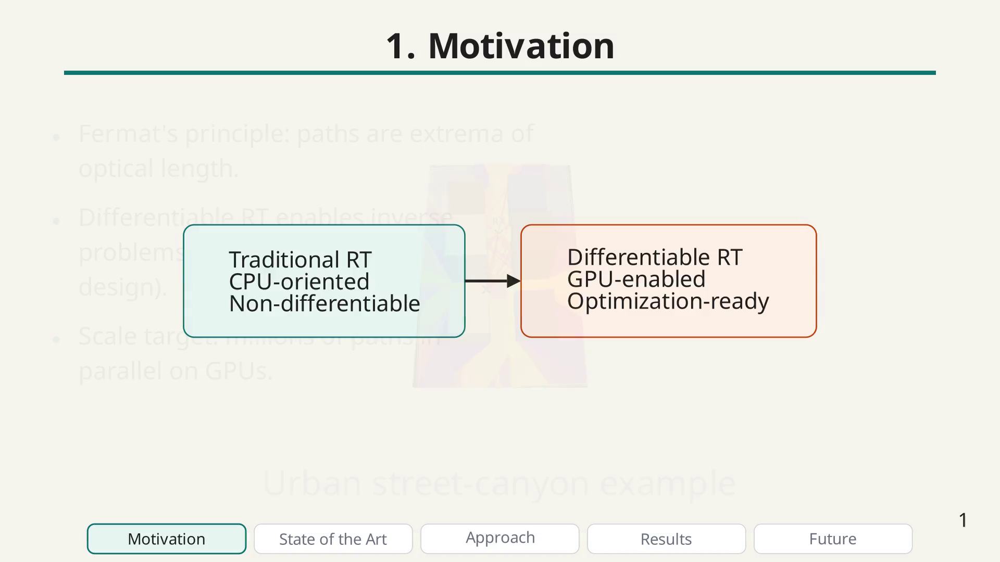 1. Motivation
Fermat's principle: paths are extrema of
optical length.
Differentiable RT enables inverse
problems
design).
Scale target: millions of paths in
parallel on GPUs.
RX
Traditional RT
CPU-oriented
Non-differentiable
Differentiable RT
GPU-enabled
Optimization-ready
Urban street-canyon example
1
Motivation
State of the Art
Approach
Results
Future